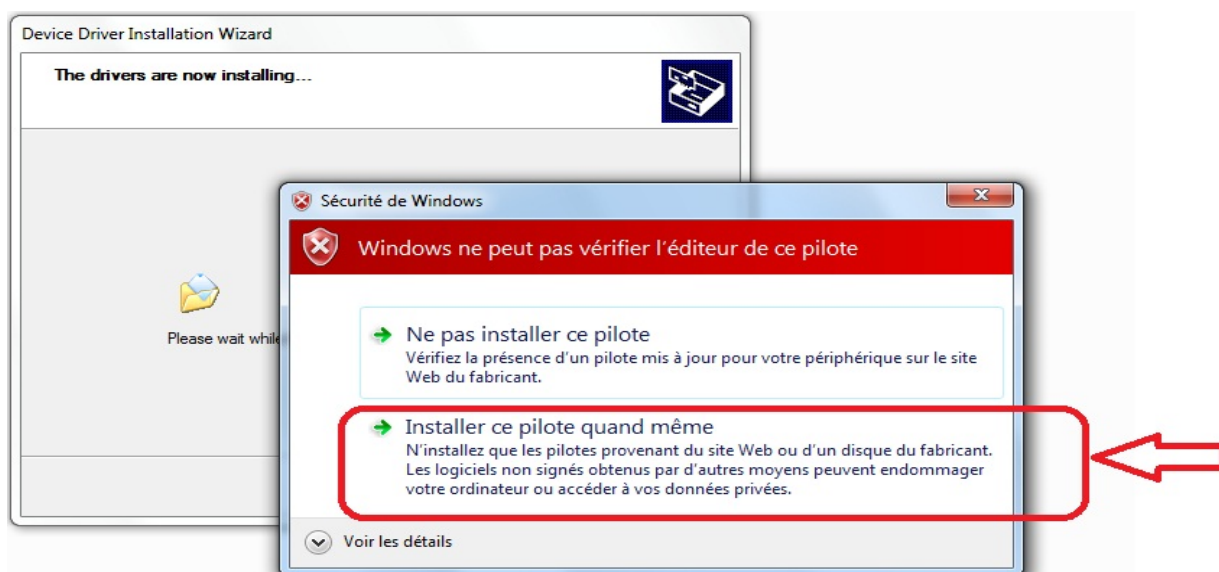 Device Driver Installation Wizard
The drivers are now installing...
Please wait while
Sécurité de Windows
Windows ne peut pas vérifier l'éditeur de ce pilote
Ne pas installer ce pilote
Vérifiez la présence d'un pilote mis à jour pour votre périphérique sur le site
Web du fabricant.
Installer ce pilote quand même
N'installez que les pilotes provenant du site Web ou d'un disque du fabricant.
Les logiciels non signés obtenus par d'autres moyens peuvent endommager
votre ordinateur ou accéder à vos données privées.
Voir les détails